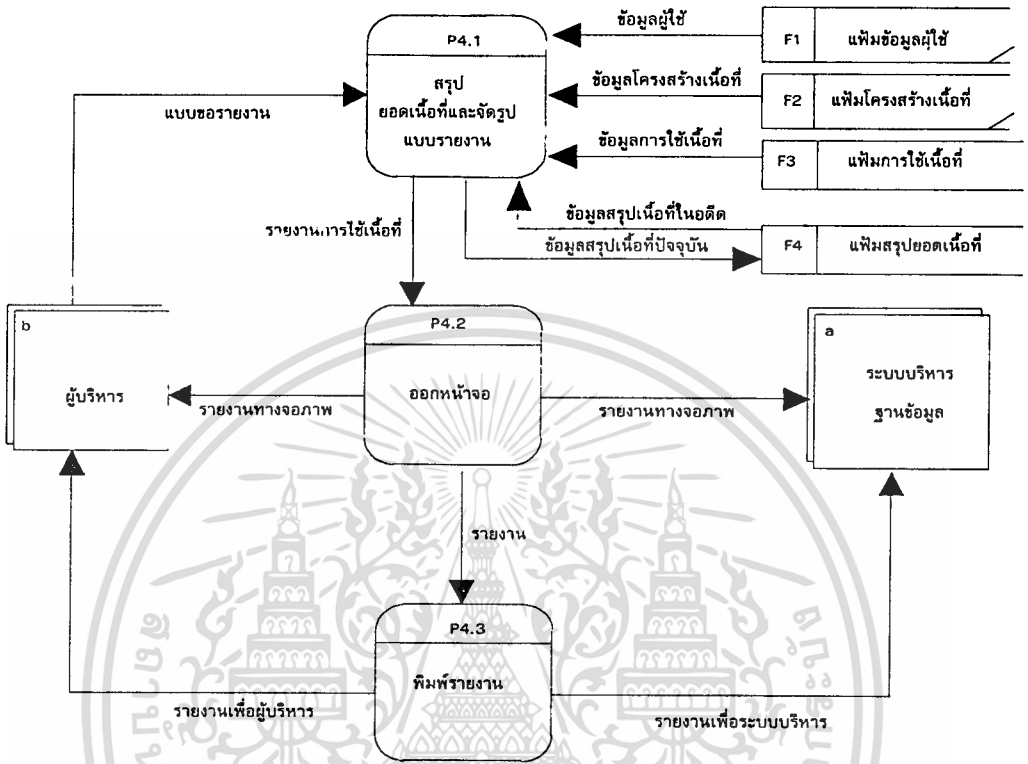 ข้อมูลผู้ใช้
F1 แฟ้มข้อมูลผู้ใช้
P4.1
สรุป
ยอดเนื้อที่และจัดรูป
แบบรายงาน
ข้อมูลโครงสร้างเนื้อที่
F2 แฟ้มโครงสร้างเนื้อที่
แบบขอรายงาน
ข้อมูลการใช้เนื้อที่
F3 แฟ้มการใช้เนื้อที่
ข้อมูลสรุปเนื้อที่ในอดีต
รายงานการใช้เนื้อที่
ข้อมูลสรุปเนื้อที่ปัจจุบัน
F4 แฟ้มสรุปยอดเนื้อที่
b
ผู้บริหาร
P4.2
ออกหน้าจอ
a
ระบบบริหาร
ฐานข้อมูล
รายงานทางจอภาพ
รายงานทางจอภาพ
รายงาน
P4.3
พิมพ์รายงาน
รายงานเพื่อผู้บริหาร
รายงานเพื่อระบบบริหาร